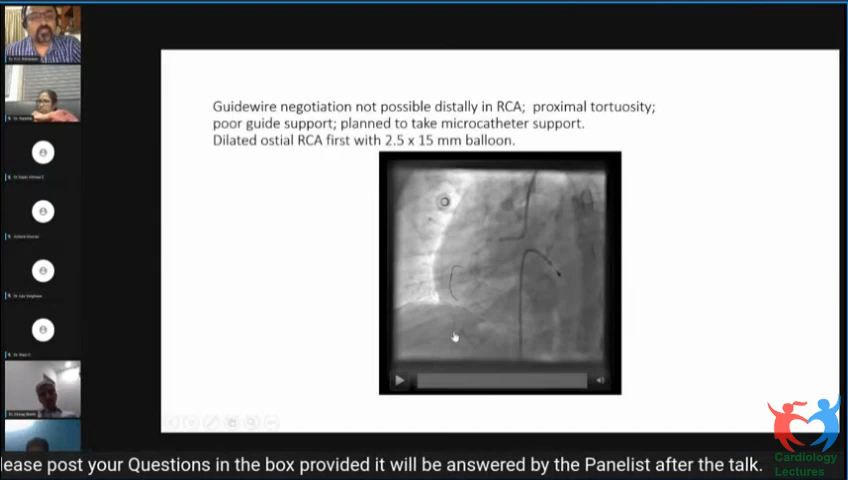 Guidewire negotiation not possible distally in RCA; proximal tortuosity;
poor guide support; planned to take microcatheter support.
Dilated ostial RCA first with 2.5 x 15 mm balloon.
Cardiology
Lectures
lease post your Questions in the box provided it will be answered by the Panelist after the talk.